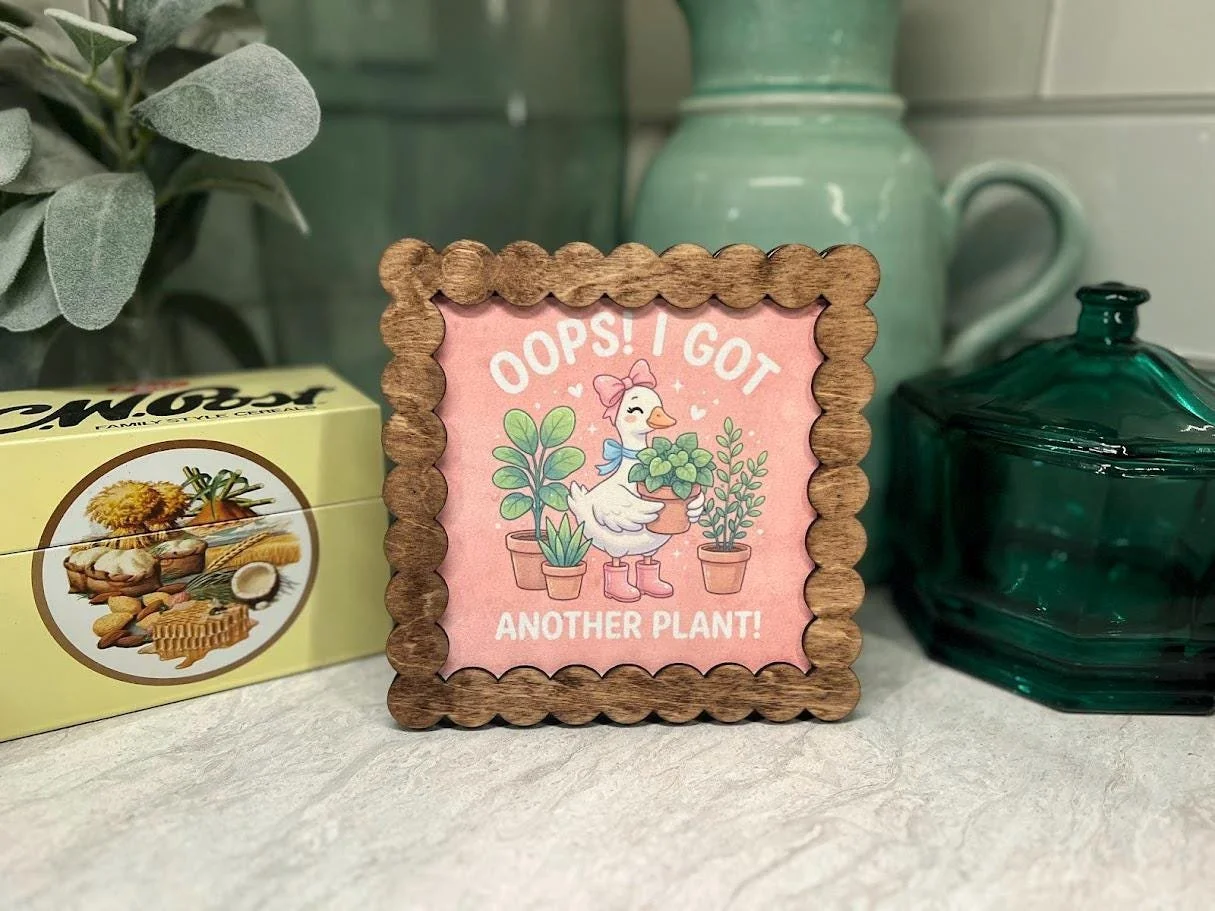 OOPS! I GOT
ANOTHER PLANT!
C.W. Post
FAMILY STYLE CEREALS